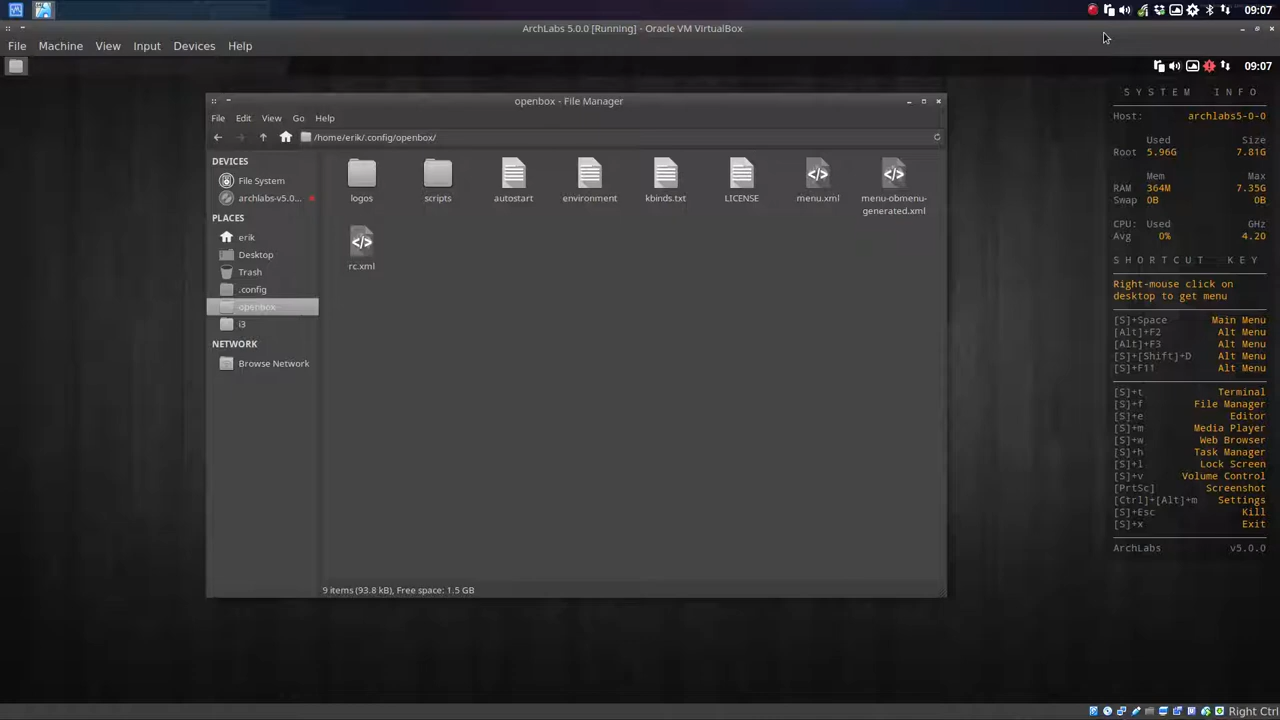 09:07
ArchLabs 5.0.0 [Running] - Oracle VM VirtualBox
File Machine View Input Devices Help
09:07
openbox - File Manager
File Edit View Go Help
/home/erik/.config/openbox/
DEVICES
File System
archlabs-v5.0...
PLACES
erik
Desktop
Trash
.config
openbox
i3
NETWORK
Browse Network
logos scripts autostart environment kbinds.txt LICENSE menu.xml menu-obmenu-
generated.xml
rc.xml
9 items (93.8 kB), Free space: 1.5 GB
SYSTEM INFO
Host: archlabs5-0-0
Used Size
Root 5.96G 7.81G
Mem Max
RAM 364M 7.35G
Swap 0B 0B
CPU: Used GHz
Avg 0% 4.20
SHORTCUT KEY
Right-mouse click on
desktop to get menu
[S]+Space Main Menu
[Alt]+F2 Alt Menu
[Alt]+F3 Alt Menu
[S]+[Shift]+D Alt Menu
[S]+F11 Alt Menu
[S]+t Terminal
[S]+f File Manager
[S]+e Editor
[S]+m Media Player
[S]+w Web Browser
[S]+h Task Manager
[S]+l Lock Screen
[S]+v Volume Control
[PrtSc] Screenshot
[Ctrl]+[Alt]+m Settings
[S]+Esc Kill
[S]+x Exit
ArchLabs v5.0.0
Right Ctrl